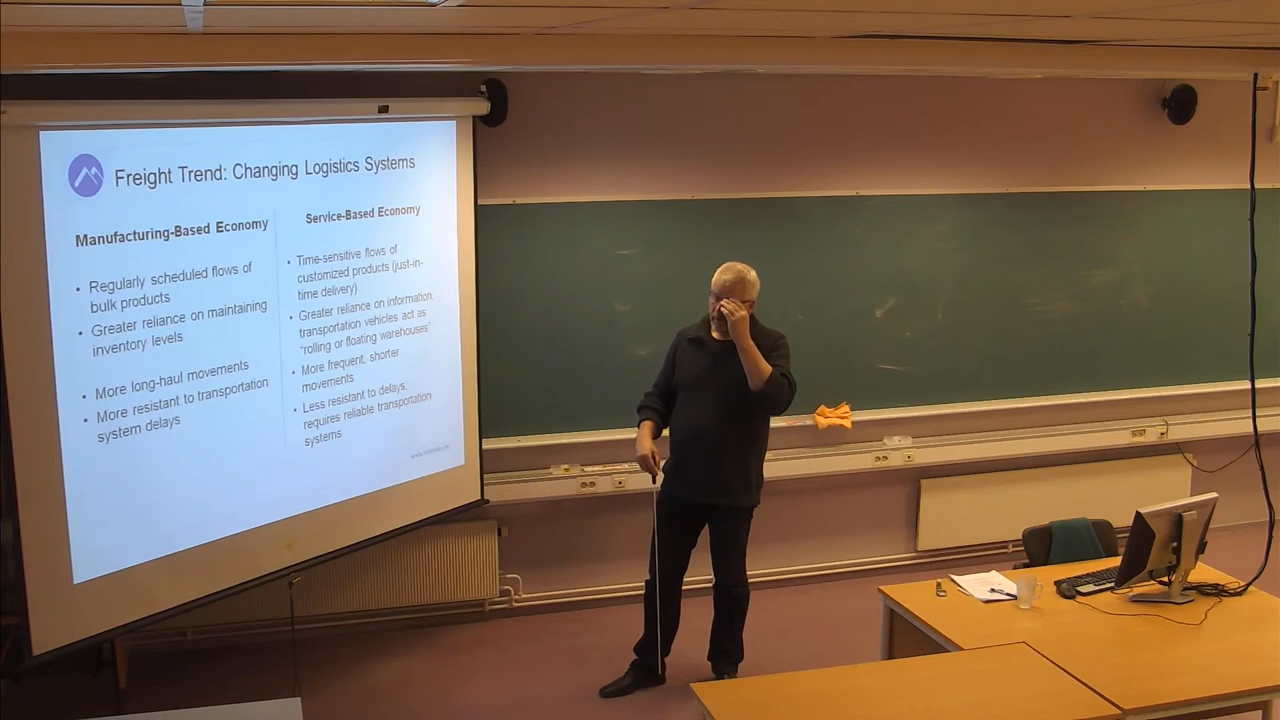 Freight Trend: Changing Logistics Systems
Manufacturing-Based Economy
• Regularly scheduled flows of
bulk products
• Greater reliance on maintaining
inventory levels
• More long-haul movements
• More resistant to transportation
system delays
Service-Based Economy
• Time-sensitive flows of
customized products (just-in-
time delivery)
• Greater reliance on information:
transportation vehicles act as
“rolling or floating warehouses”
• More frequent, shorter
movements
• Less resistant to delays,
requires reliable transportation
systems